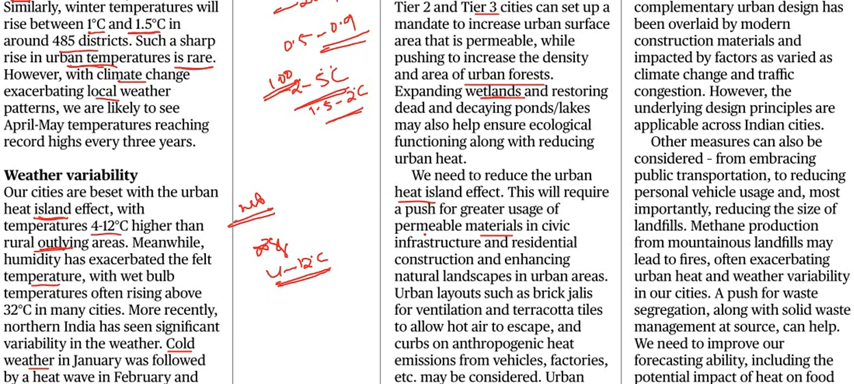 Similarly, winter temperatures will
rise between 1°C and 1.5°C in
around 485 districts. Such a sharp
rise in urban temperatures is rare.
However, with climate change
exacerbating local weather
patterns, we are likely to see
April-May temperatures reaching
record highs every three years.
Weather variability
Our cities are beset with the urban
heat island effect, with
temperatures 4-12°C higher than
rural outlying areas. Meanwhile,
humidity has exacerbated the felt
temperature, with wet bulb
temperatures often rising above
32°C in many cities. More recently,
northern India has seen significant
variability in the weather. Cold
weather in January was followed
by a heat wave in February and
0.5-0.9
100
2-5°C
1.5-2°C
4-12°C
Tier 2 and Tier 3 cities can set up a
mandate to increase urban surface
area that is permeable, while
pushing to increase the density
and area of urban forests.
Expanding wetlands and restoring
dead and decaying ponds/lakes
may also help ensure ecological
functioning along with reducing
urban heat.
We need to reduce the urban
heat island effect. This will require
a push for greater usage of
permeable materials in civic
infrastructure and residential
construction and enhancing
natural landscapes in urban areas.
Urban layouts such as brick jalis
for ventilation and terracotta tiles
to allow hot air to escape, and
curbs on anthropogenic heat
emissions from vehicles, factories,
etc. may be considered. Urban
complementary urban design has
been overlaid by modern
construction materials and
impacted by factors as varied as
climate change and traffic
congestion. However, the
underlying design principles are
applicable across Indian cities.
Other measures can also be
considered - from embracing
public transportation, to reducing
personal vehicle usage and, most
importantly, reducing the size of
landfills. Methane production
from mountainous landfills may
lead to fires, often exacerbating
urban heat and weather variability
in our cities. A push for waste
segregation, along with solid waste
management at source, can help.
We need to improve our
forecasting ability, including the
potential impact of heat on food